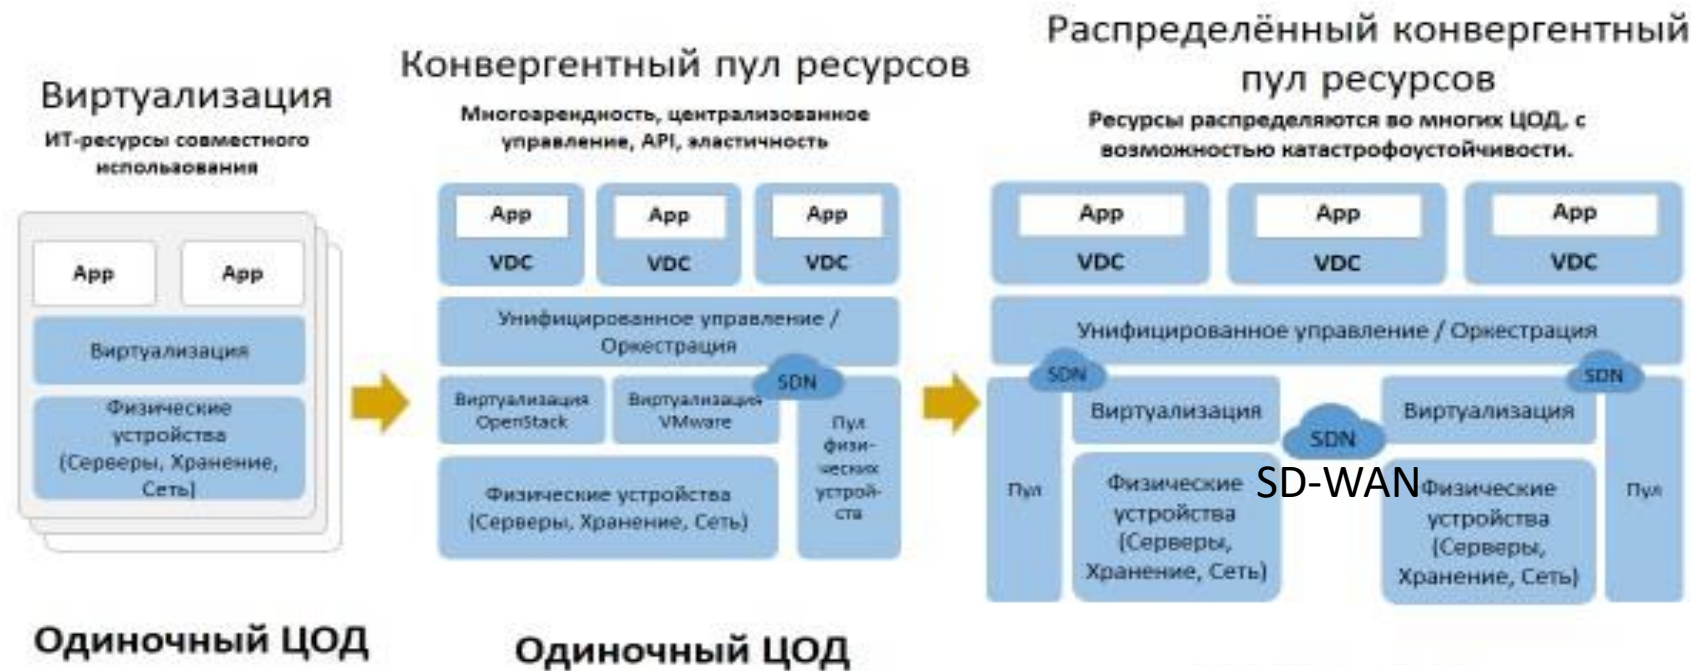 Виртуализация
ИТ-ресурсы совместного
использования
App
App
Виртуализация
Физические
устройства
(Серверы, Хранение,
Сеть)
Одиночный ЦОД
Конвергентный пул ресурсов
Многоарендность, централизованное
управление, API, эластичность
App
App
App
VDC
VDC
VDC
Унифицированное управление /
Оркестрация
SDN
Виртуализация
OpenStack
Виртуализация
VMware
Пул
физи-
ческих
устрой-
ств
Физические устройства
(Серверы, Хранение, Сеть)
Одиночный ЦОД
Распределённый конвергентный
пул ресурсов
Ресурсы распределяются во многих ЦОД, с
возможностью катастрофоустойчивости.
App
App
App
VDC
VDC
VDC
Унифицированное управление / Оркестрация
SDN
SDN
Виртуализация
Виртуализация
SDN
SD-WAN
Пул
Физические
устройства
(Серверы,
Хранение, Сеть)
Физические
устройства
(Серверы,
Хранение, Сеть)
Пул